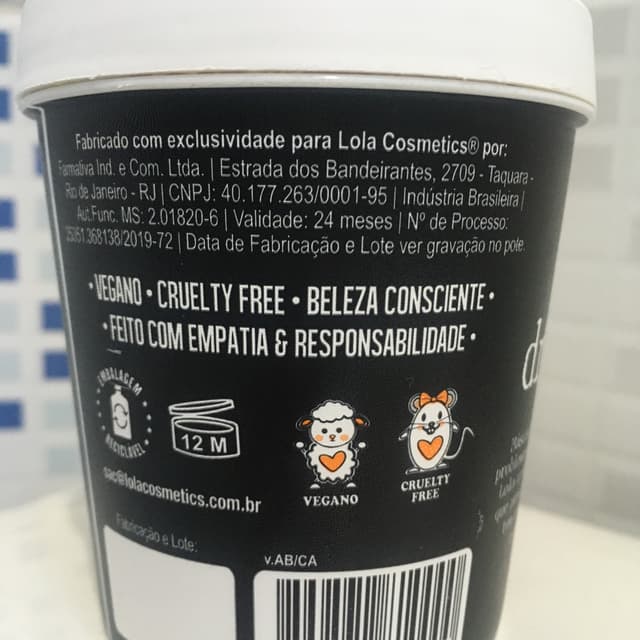 Fabricado com exclusividade para Lola Cosmetics® por:
Farmativa Ind. e Com. Ltda. | Estrada dos Bandeirantes, 2709 - Taquara -
Rio de Janeiro - RJ | CNPJ: 40.177.263/0001-95 | Indústria Brasileira |
Aut.Func. MS: 2.01820-6 | Validade: 24 meses | Nº de Processo:
25351.368138/2019-72 | Data de Fabricação e Lote ver gravação no pote.
• VEGANO • CRUELTY FREE • BELEZA CONSCIENTE •
• FEITO COM EMPATIA & RESPONSABILIDADE •
EMBALAGEM
RECICLÁVEL
12 M
VEGANO
CRUELTY
FREE
sac@lolacosmetics.com.br
Fabricação e Lote:
v.AB/CA